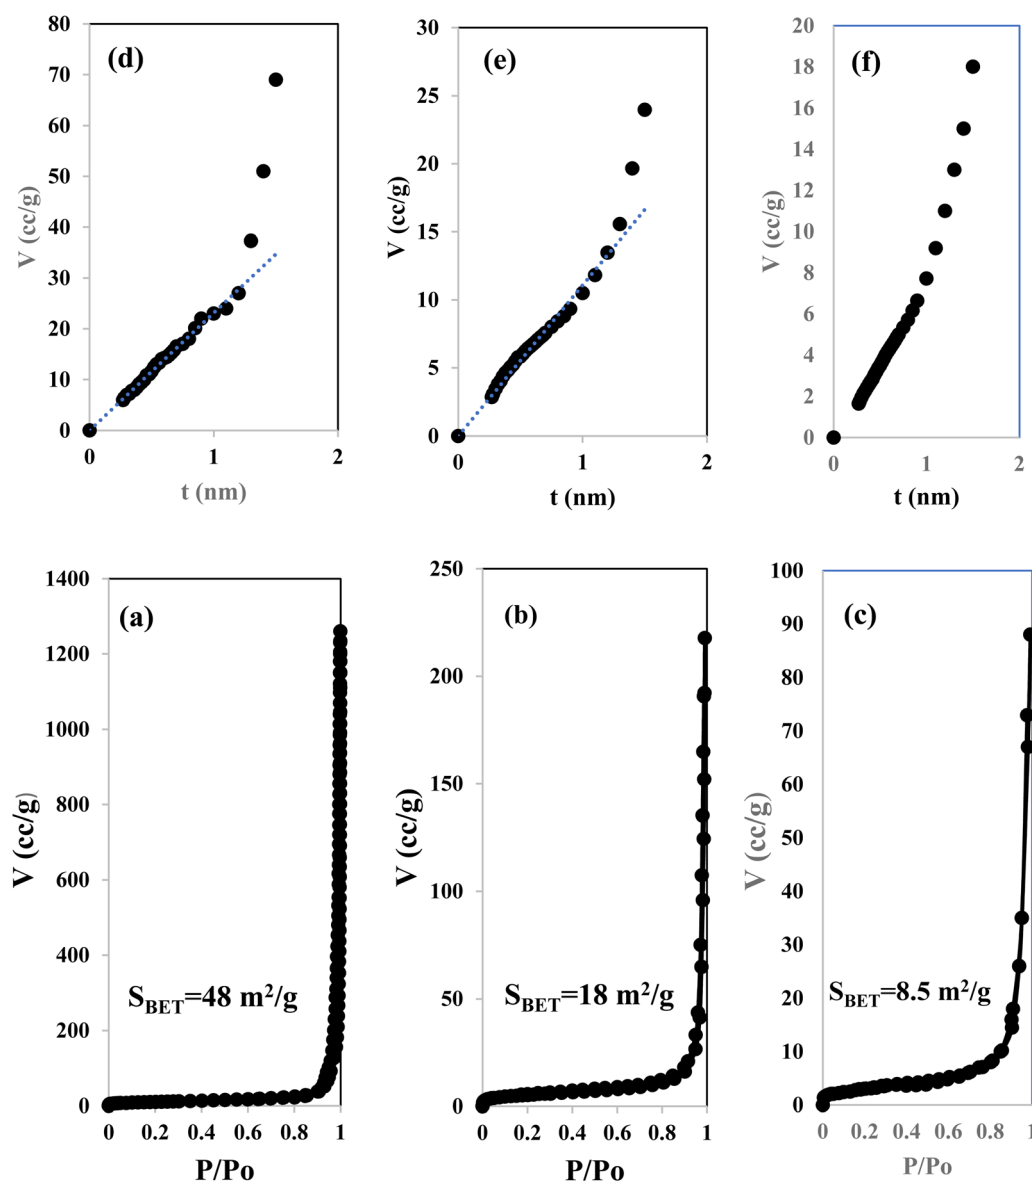 (d)
V (cc/g)
80
70
60
50
40
30
20
10
0
0 1 2
t (nm)
(e)
V (cc/g)
30
25
20
15
10
5
0
0 1 2
t (nm)
(f)
V (cc/g)
20
18
16
14
12
10
8
6
4
2
0
0 1 2
t (nm)
(a)
V (cc/g)
1400
1200
1000
800
600
400
200
0
S_BET=48 m²/g
0 0.2 0.4 0.6 0.8 1
P/Po
(b)
V (cc/g)
250
200
150
100
50
0
S_BET=18 m²/g
0 0.2 0.4 0.6 0.8 1
P/Po
(c)
V (cc/g)
100
90
80
70
60
50
40
30
20
10
0
S_BET=8.5 m²/g
0 0.2 0.4 0.6 0.8 1
P/Po